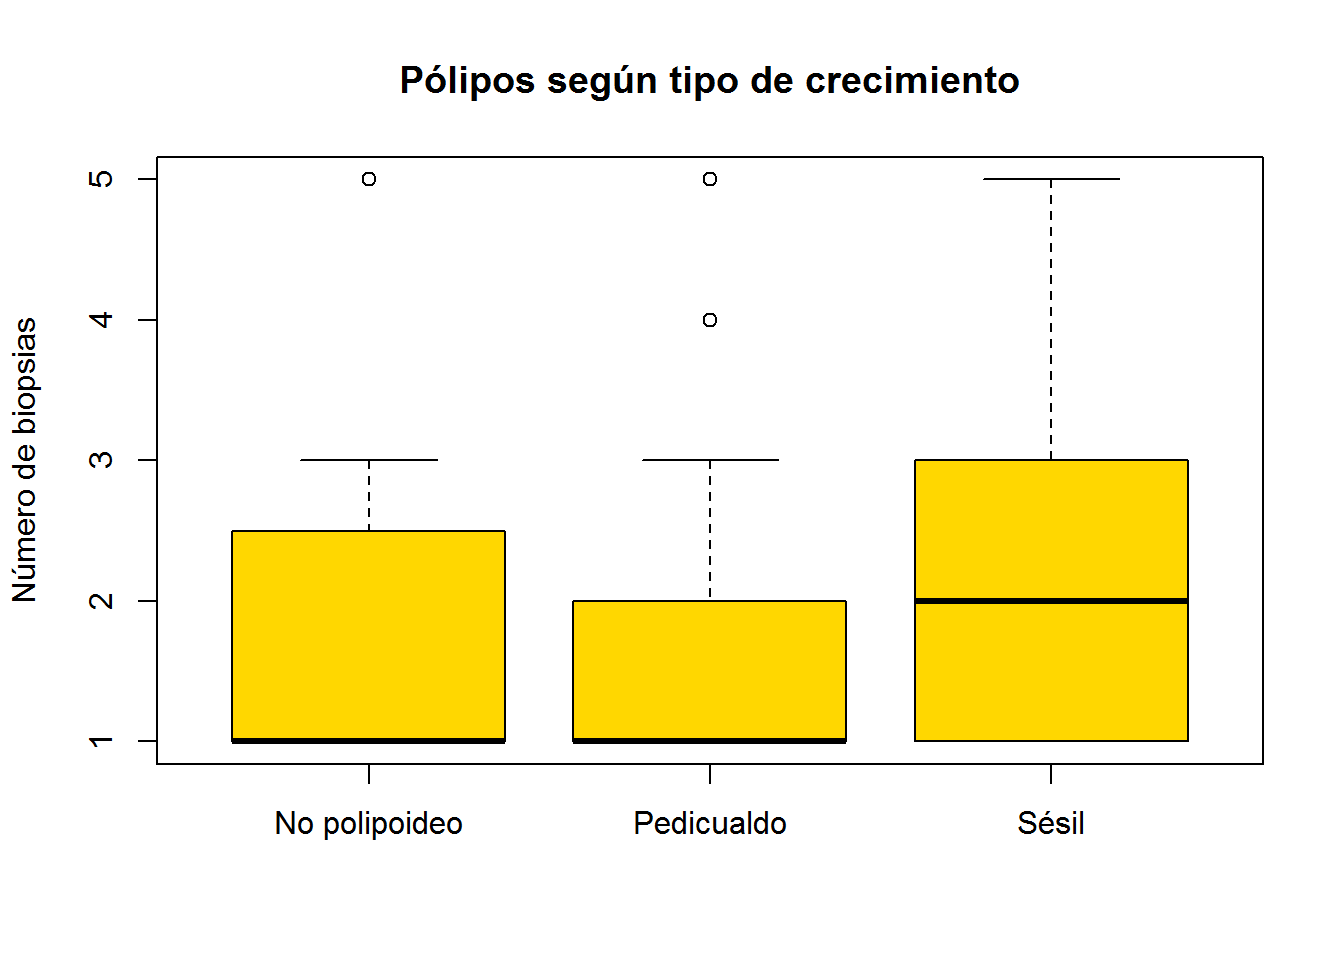 Pólipos según tipo de crecimiento
Número de biopsias
5
4
3
2
1
No polipoideo
Pedicualdo
Sésil